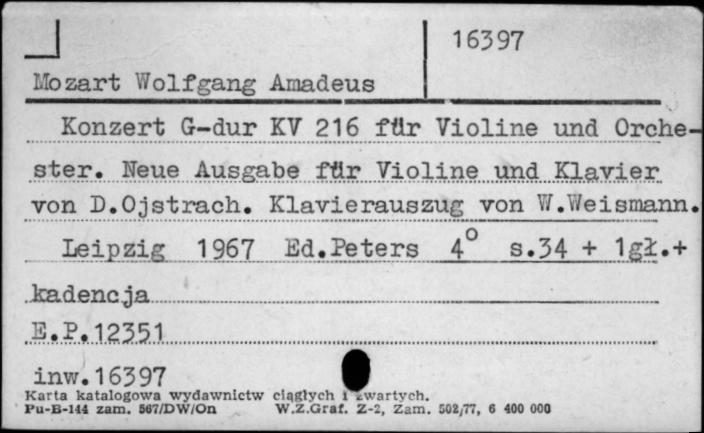 16397
Mozart Wolfgang Amadeus
Konzert G-dur KV 216 für Violine und Orche-
ster. Neue Ausgabe für Violine und Klavier
von D.Ojstrach. Klavierauszug von W.Weismann.
Leipzig 1967 Ed.Peters 4° s.34 + 1gł.+
kadencja
E.P.12351
inw.16397
Karta katalogowa wydawnictw ciągłych i zwartych.
Pu-B-144 zam. 567/DW/On W.Z.Graf. Z-2, Zam. 502/77, 6 400 000